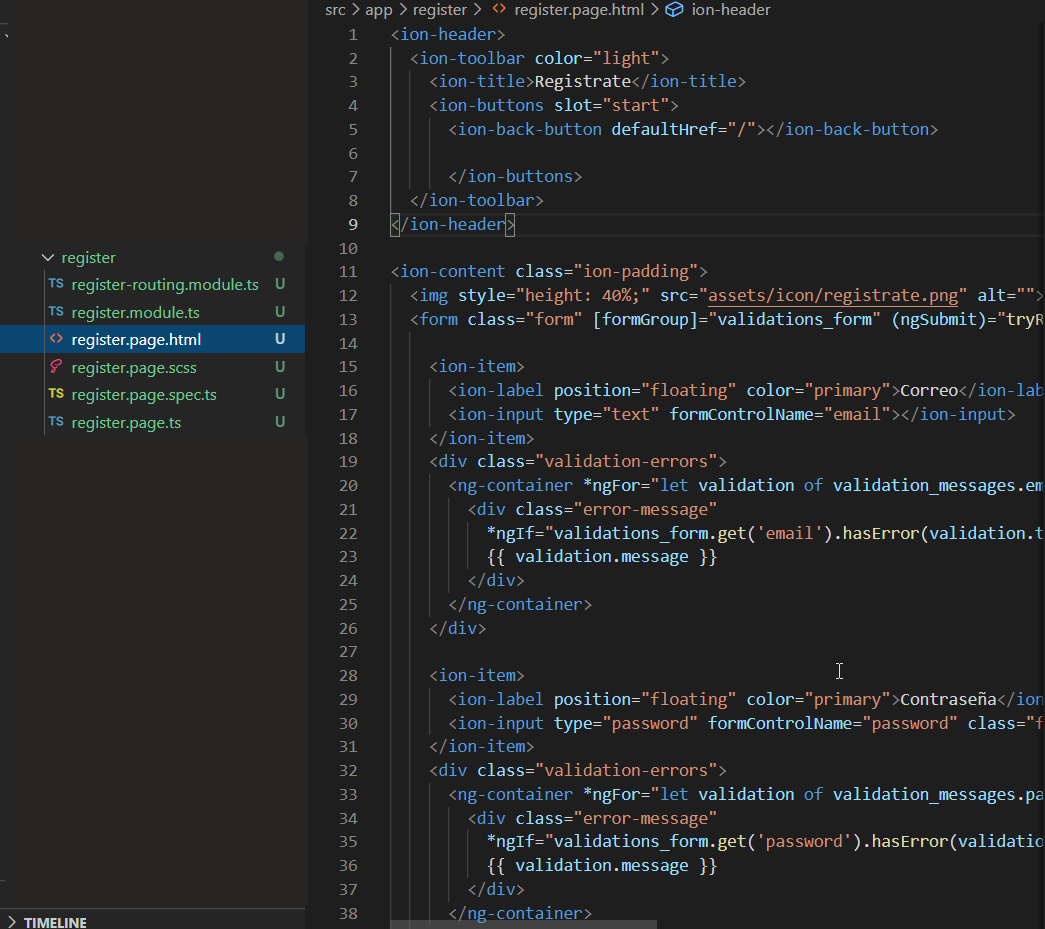 src > app > register > <> register.page.html > ion-header
register
TS register-routing.module.ts U
TS register.module.ts U
<> register.page.html U
register.page.scss U
TS register.page.spec.ts U
TS register.page.ts U
> TIMELINE
1 <ion-header>
2 <ion-toolbar color="light">
3 <ion-title>Registrate</ion-title>
4 <ion-buttons slot="start">
5 <ion-back-button defaultHref="/"></ion-back-button>
6
7 </ion-buttons>
8 </ion-toolbar>
9 </ion-header>
10
11 <ion-content class="ion-padding">
12 <img style="height: 40%;" src="assets/icon/registrate.png" alt="">
13 <form class="form" [formGroup]="validations_form" (ngSubmit)="tryR
14
15 <ion-item>
16 <ion-label position="floating" color="primary">Correo</ion-lab
17 <ion-input type="text" formControlName="email"></ion-input>
18 </ion-item>
19 <div class="validation-errors">
20 <ng-container *ngFor="let validation of validation_messages.em
21 <div class="error-message"
22 *ngIf="validations_form.get('email').hasError(validation.t
23 {{ validation.message }}
24 </div>
25 </ng-container>
26 </div>
27
28 <ion-item>
29 <ion-label position="floating" color="primary">Contraseña</ion
30 <ion-input type="password" formControlName="password" class="f
31 </ion-item>
32 <div class="validation-errors">
33 <ng-container *ngFor="let validation of validation_messages.pa
34 <div class="error-message"
35 *ngIf="validations_form.get('password').hasError(validatio
36 {{ validation.message }}
37 </div>
38 </ng-container>